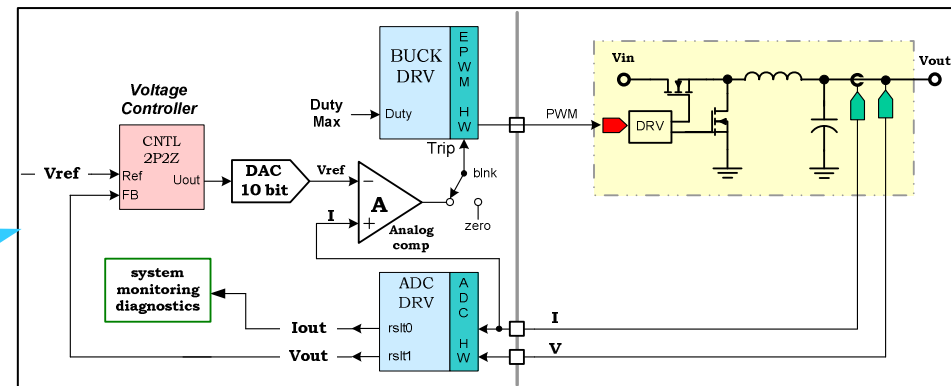 Voltage
Controller
CNTL
2P2Z
Vref
Ref
FB
Uout
DAC
10 bit
Vref
I
−
+
A
Analog
comp
BUCK
DRV
Duty
Max
Duty
E
P
W
M
H
W
Trip
blnk
zero
PWM
Vin
Vout
DRV
system
monitoring
diagnostics
Iout
Vout
ADC
DRV
rslt0
rslt1
A
D
C
H
W
I
V